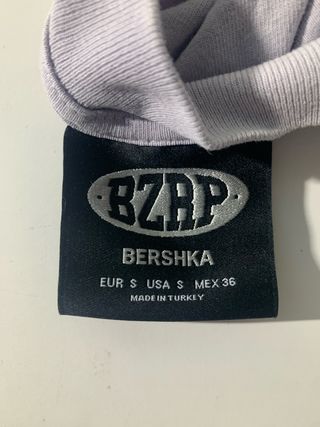 BZRP
BERSHKA
EUR S USA S MEX 36
MADE IN TURKEY